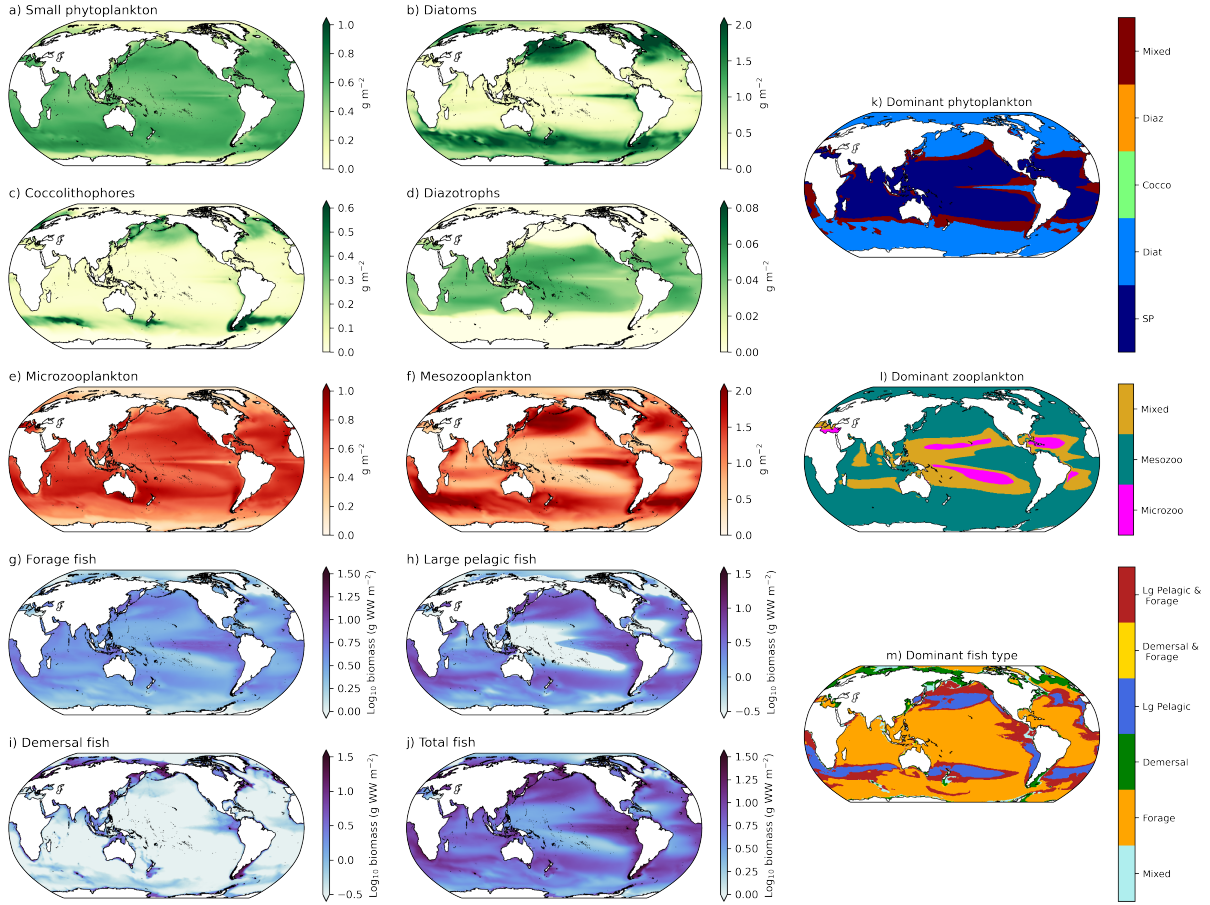 a) Small phytoplankton
1.0
0.8
0.6
0.4
0.2
0.0
g m⁻²
b) Diatoms
2.0
1.5
1.0
0.5
0.0
g m⁻²
c) Coccolithophores
0.6
0.5
0.4
0.3
0.2
0.1
0.0
g m⁻²
d) Diazotrophs
0.08
0.06
0.04
0.02
0.00
g m⁻²
k) Dominant phytoplankton
Mixed
Diaz
Cocco
Diat
SP
e) Microzooplankton
1.0
0.8
0.6
0.4
0.2
0.0
g m⁻²
f) Mesozooplankton
2.0
1.5
1.0
0.5
0.0
g m⁻²
l) Dominant zooplankton
Mixed
Mesozoo
Microzoo
g) Forage fish
1.50
1.25
1.00
0.75
0.50
0.25
0.00
Log₁₀ biomass (g WW m⁻²)
h) Large pelagic fish
1.5
1.0
0.5
0.0
−0.5
Log₁₀ biomass (g WW m⁻²)
i) Demersal fish
1.5
1.0
0.5
0.0
−0.5
Log₁₀ biomass (g WW m⁻²)
j) Total fish
1.50
1.25
1.00
0.75
0.50
0.25
0.00
Log₁₀ biomass (g WW m⁻²)
m) Dominant fish type
Lg Pelagic &
Forage
Demersal &
Forage
Lg Pelagic
Demersal
Forage
Mixed